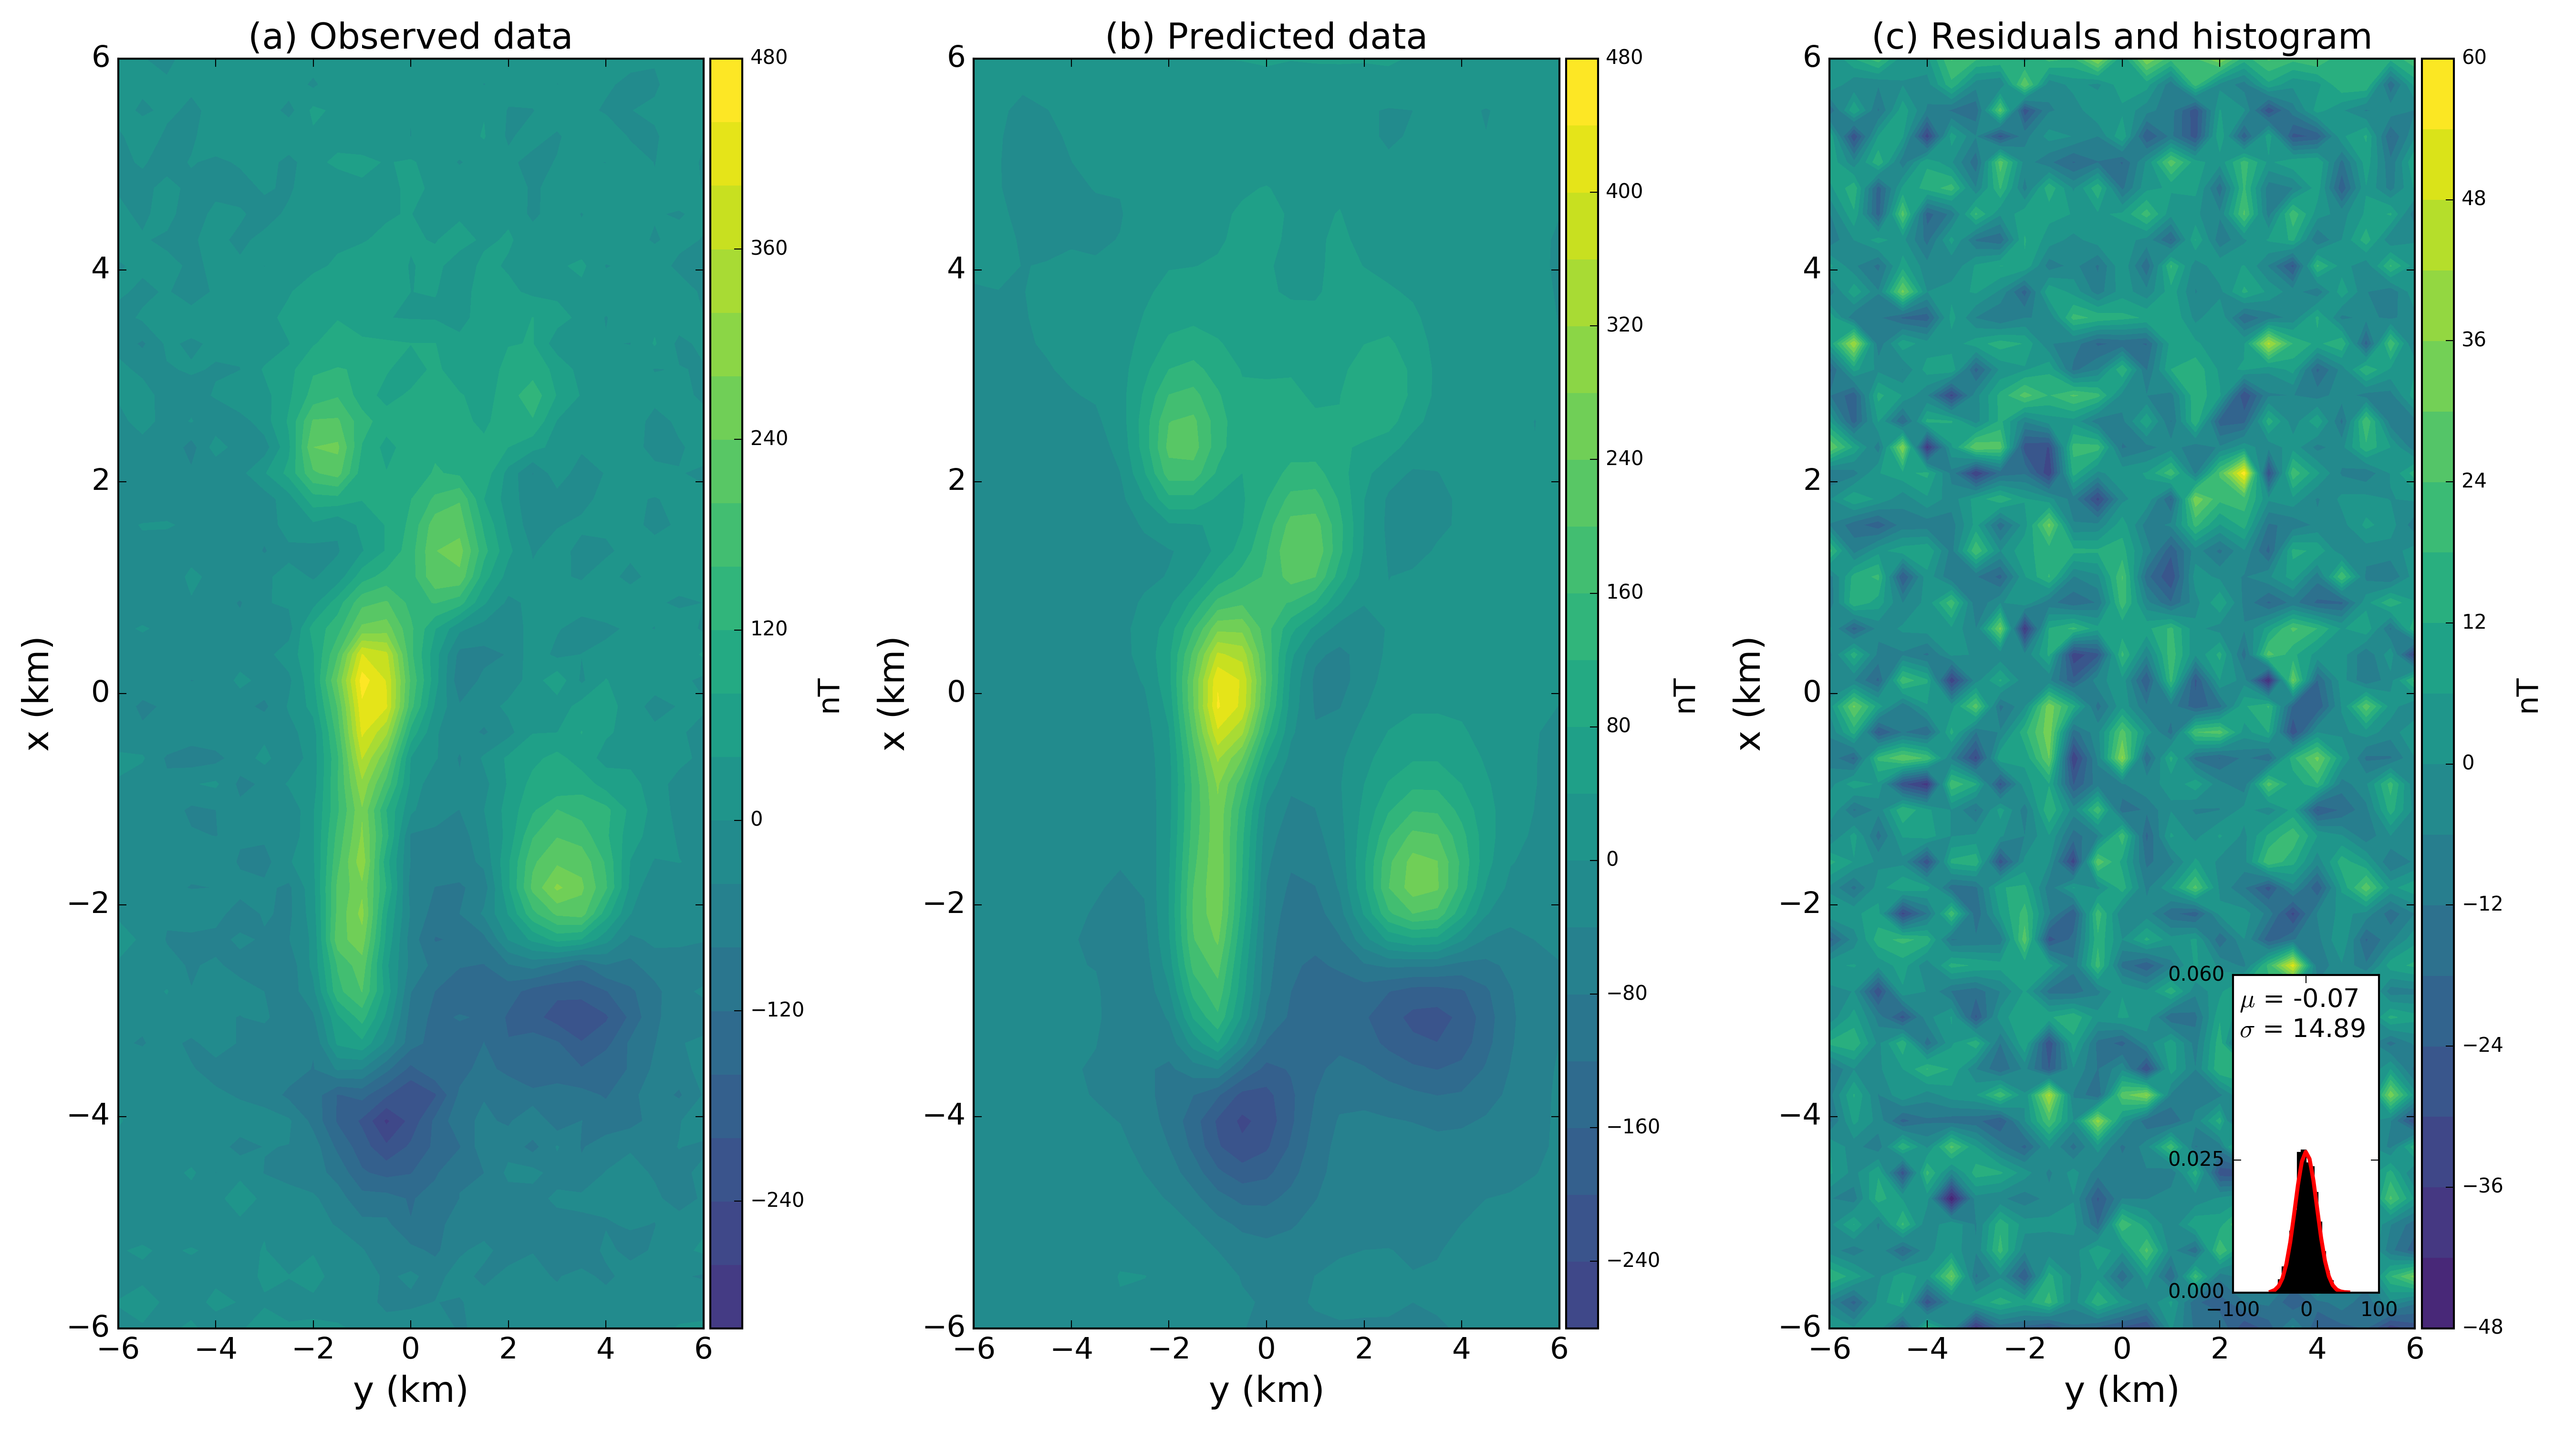 (a) Observed data
6
4
2
0
−2
−4
−6
x (km)
−6 −4 −2 0 2 4 6
y (km)
480
360
240
120
0
−120
−240
nT
(b) Predicted data
6
4
2
0
−2
−4
−6
x (km)
−6 −4 −2 0 2 4 6
y (km)
480
400
320
240
160
80
0
−80
−160
−240
nT
(c) Residuals and histogram
6
4
2
0
−2
−4
−6
x (km)
−6 −4 −2 0 2 4 6
y (km)
0.060
0.025
0.000
μ = -0.07
σ = 14.89
−100 0 100
60
48
36
24
12
0
−12
−24
−36
−48
nT